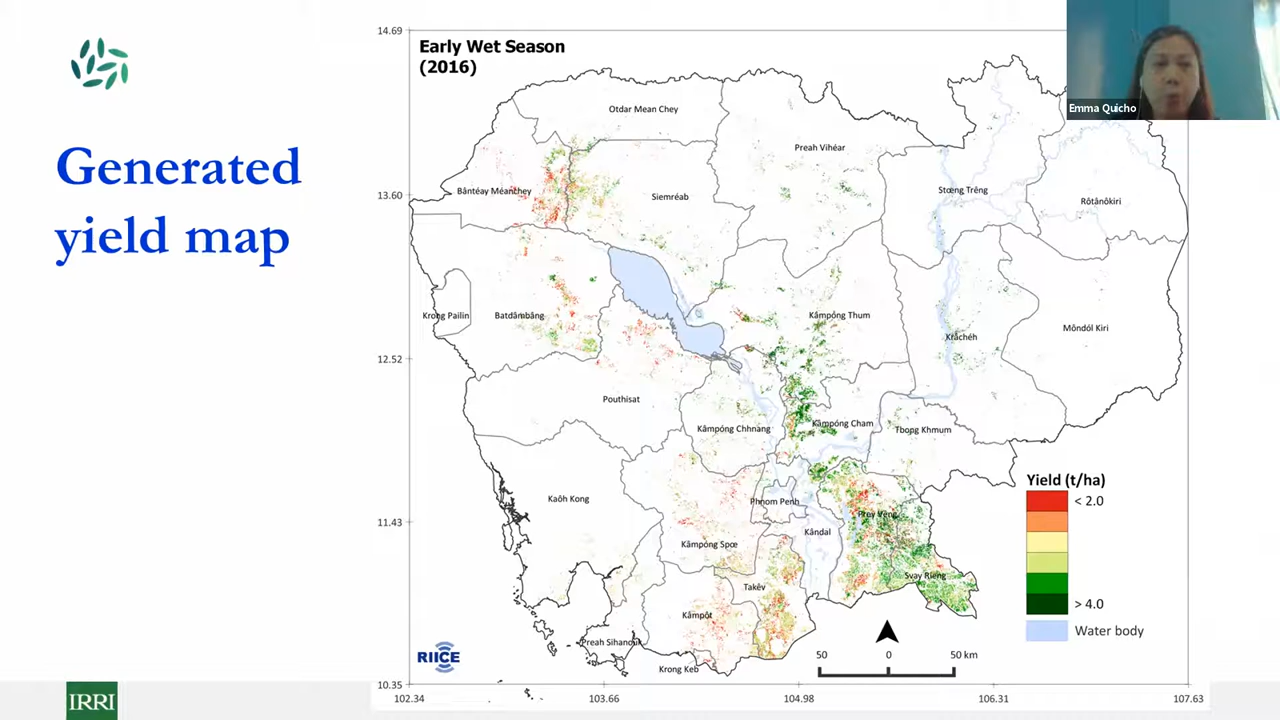 Generated
yield map
14.69
13.60
12.52
11.43
10.35
102.34
103.66
104.98
106.31
107.63
Early Wet Season
(2016)
Emma Quicho
Otdar Mean Chey
Preah Vihéar
Bântéay Méanchey
Siemréab
Stœng Trêng
Rôtânôkiri
Krong Pailin
Batdâmbâng
Kâmpóng Thum
Krâchéh
Môndól Kiri
Pouthisat
Kâmpóng Chhnang
Kâmpóng Cham
Tbong Khmum
Kaôh Kong
Phnom Penh
Prey Vêng
Kândal
Kâmpóng Spœ
Takêv
Svay Rieng
Kâmpôt
Preah Sihanouk
Krong Keb
Yield (t/ha)
< 2.0
> 4.0
Water body
50 0 50 km
RIICE
IRRI